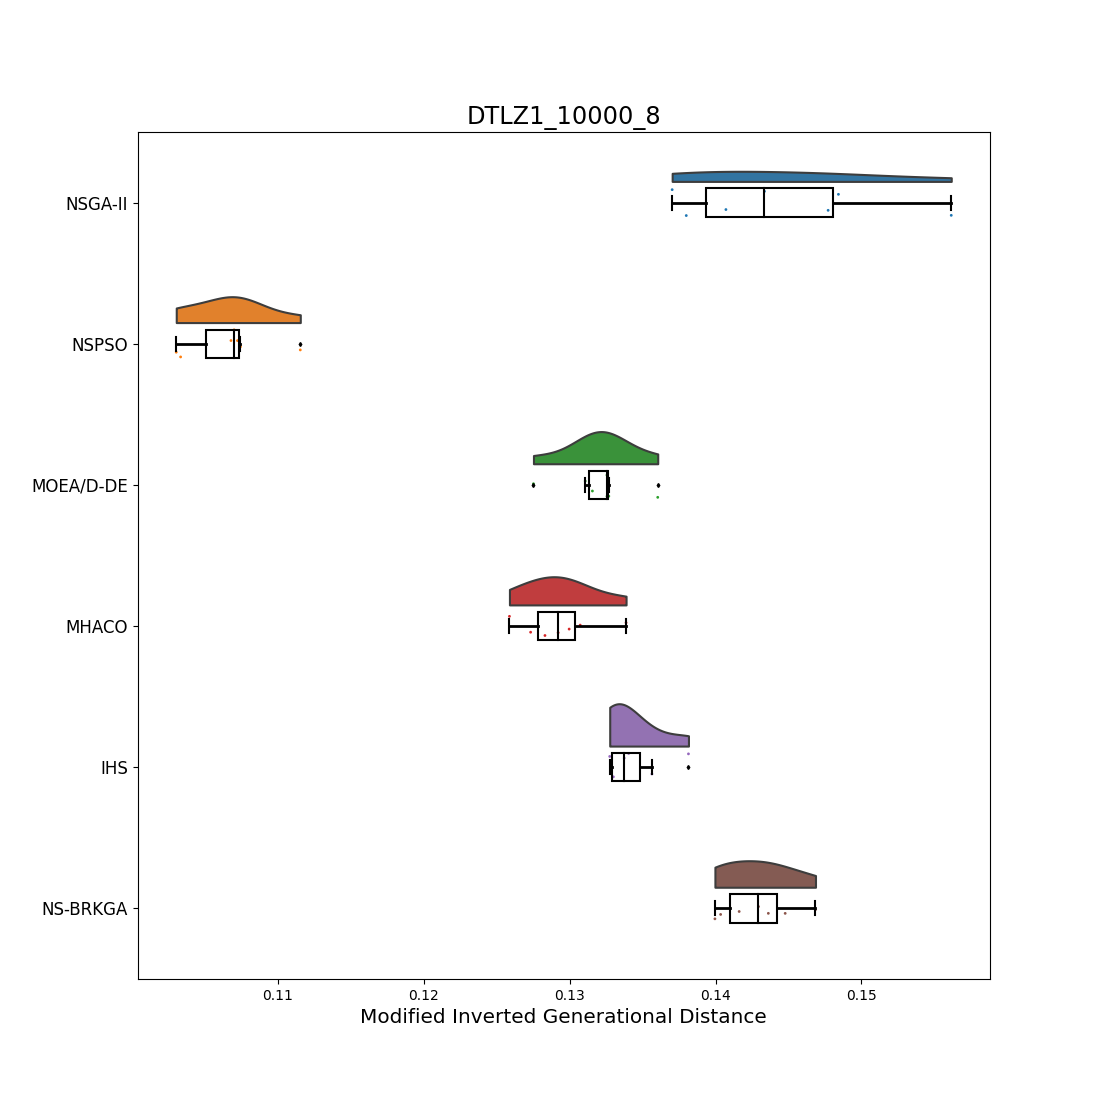 DTLZ1_10000_8
NSGA-II
NSPSO
MOEA/D-DE
MHACO
IHS
NS-BRKGA
0.11 0.12 0.13 0.14 0.15
Modified Inverted Generational Distance